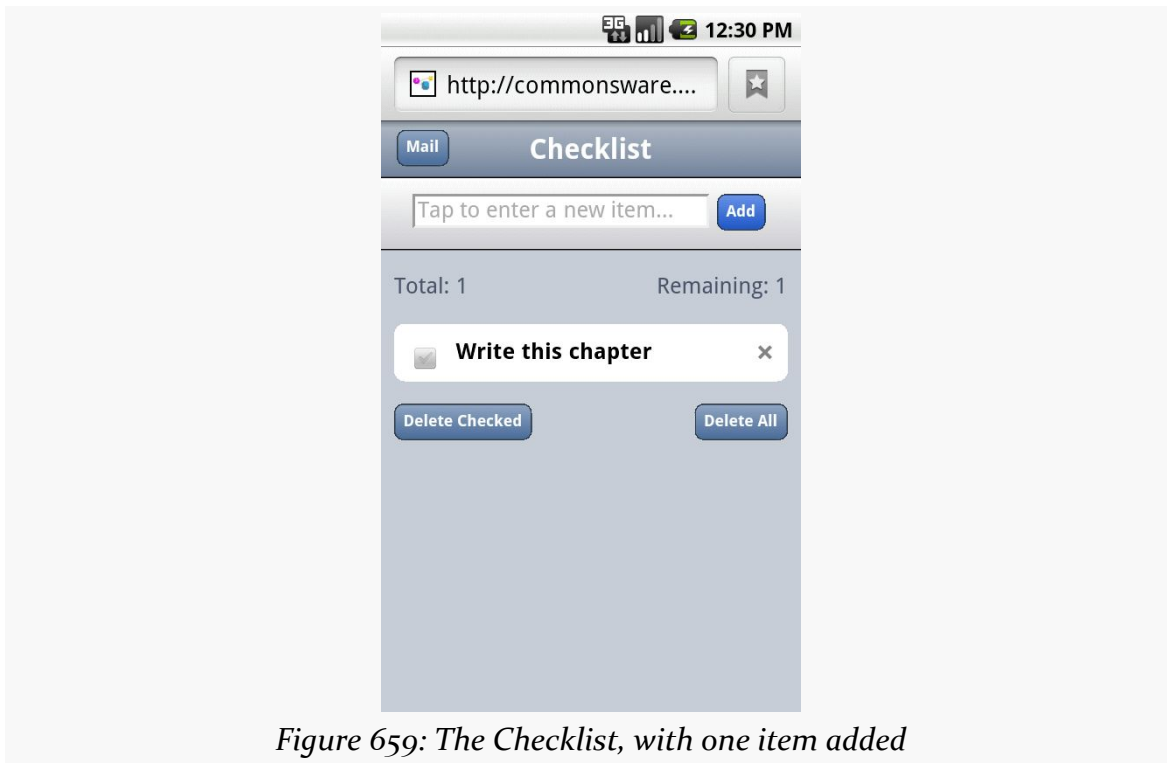 3G 12:30 PM
http://commonsware....
Mail Checklist
Tap to enter a new item... Add
Total: 1 Remaining: 1
Write this chapter ×
Delete Checked Delete All
Figure 659: The Checklist, with one item added